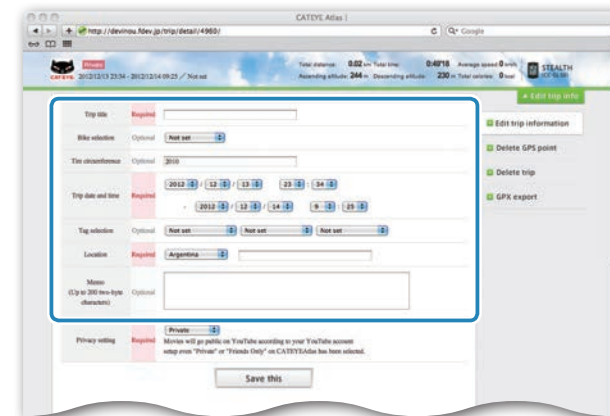 CATEYE Atlas |
http://devinou.fdev.jp/trip/detail/4960/
Google
Private
CATEYE 2012/12/13 23:34 - 2012/12/14 09:25 / Not set
Total distance 0.02 km Total time 0:40'18 Average speed 0 km/h
Ascending altitude 244 m Descending altitude 230 m Total calories 0 kcal
STEALTH
Edit trip info
Trip title Required
Bike selection Optional Not set
Tire circumference Optional 2010
Trip date and time Required 2012 / 12 / 13 23 : 34
- 2012 / 12 / 14 9 : 25
Tag selection Optional Not set Not set Not set
Location Required Argentina
Memo
(Up to 200 two-byte
characters)
Optional
Privacy setting Required Private
Movies will go public on YouTube according to your YouTube account
setup even "Private" or "Friends Only" on CATEYEAtlas has been selected.
Save this
Edit trip information
Delete GPS point
Delete trip
GPX export